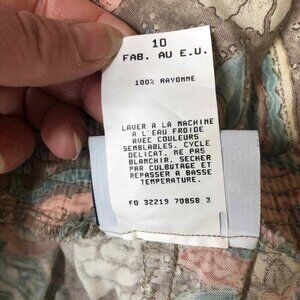 10
FAB. AU E.U.
100% RAYONNE
LAVER A LA MACHINE
A L'EAU FROIDE
AVEC COULEURS
SEMBLABLES. CYCLE
DELICAT. NE PAS
BLANCHIR. SECHER
PAR CULBUTAGE ET
REPASSER A BASSE
TEMPERATURE.
FO 32219 70858 3